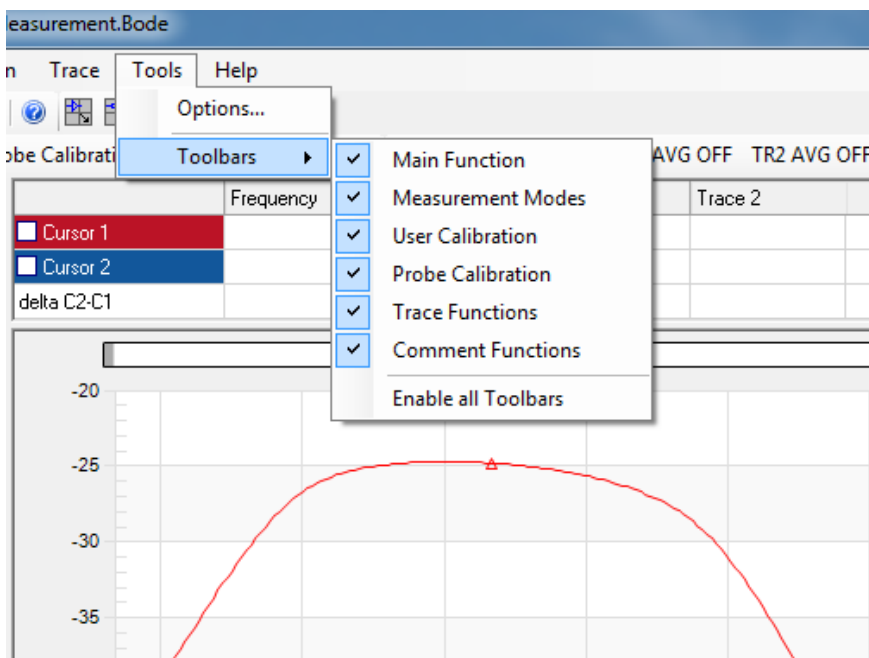 easurement.Bode
n Trace Tools Help
Options...
obe Calibrati Toolbars AVG OFF TR2 AVG OFF
Main Function
Frequency Measurement Modes Trace 2
Cursor 1 User Calibration
Cursor 2 Probe Calibration
delta C2-C1 Trace Functions
Comment Functions
-20 Enable all Toolbars
-25
-30
-35